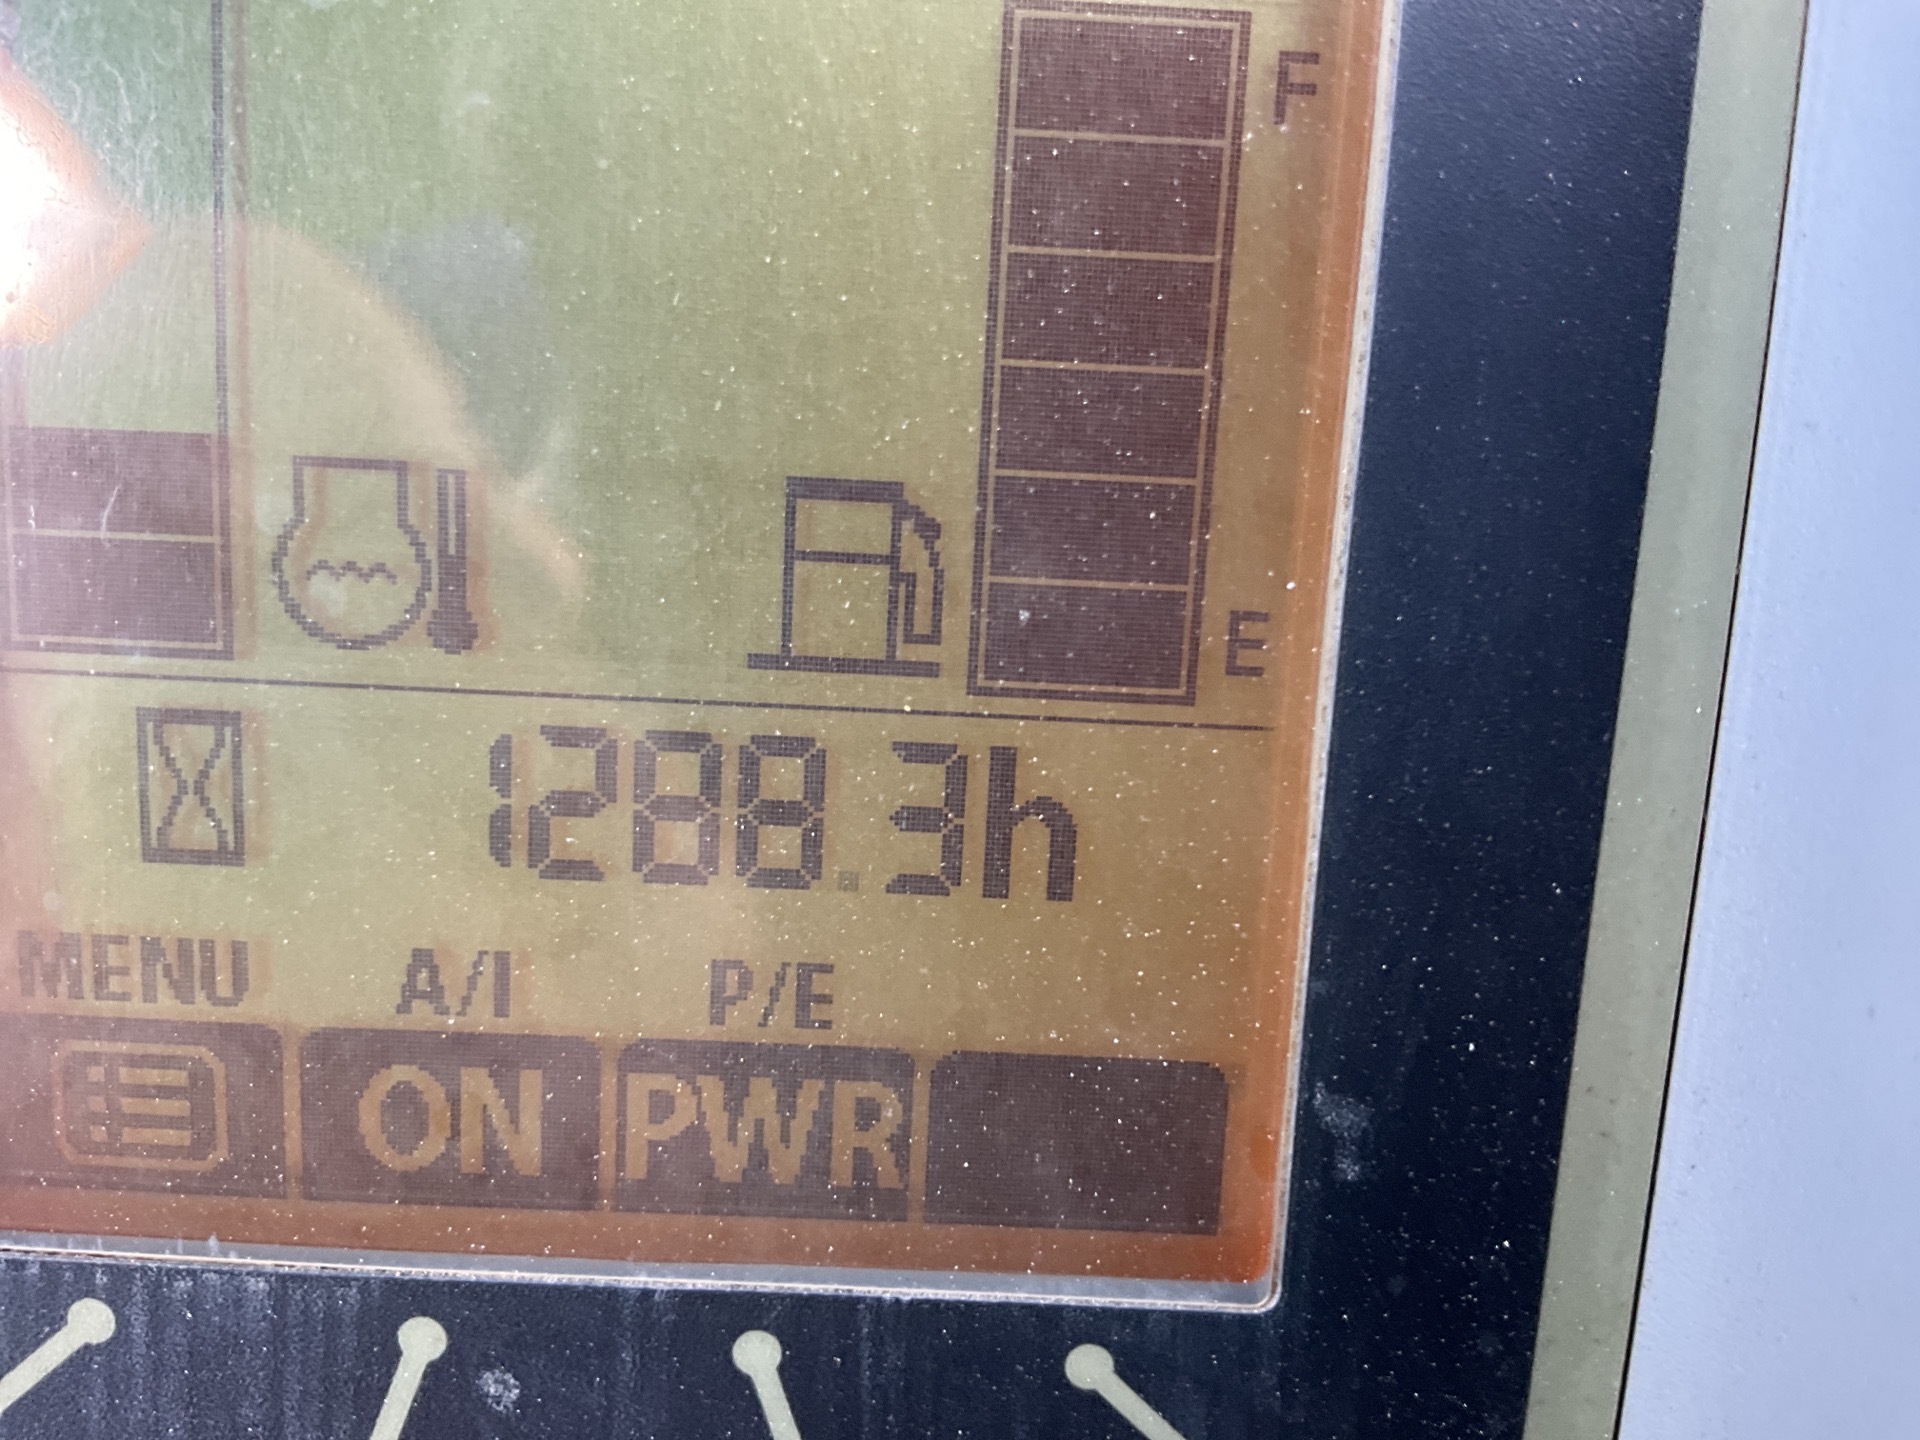 F
E
1288.3h
MENU A/I P/E
ON PWR